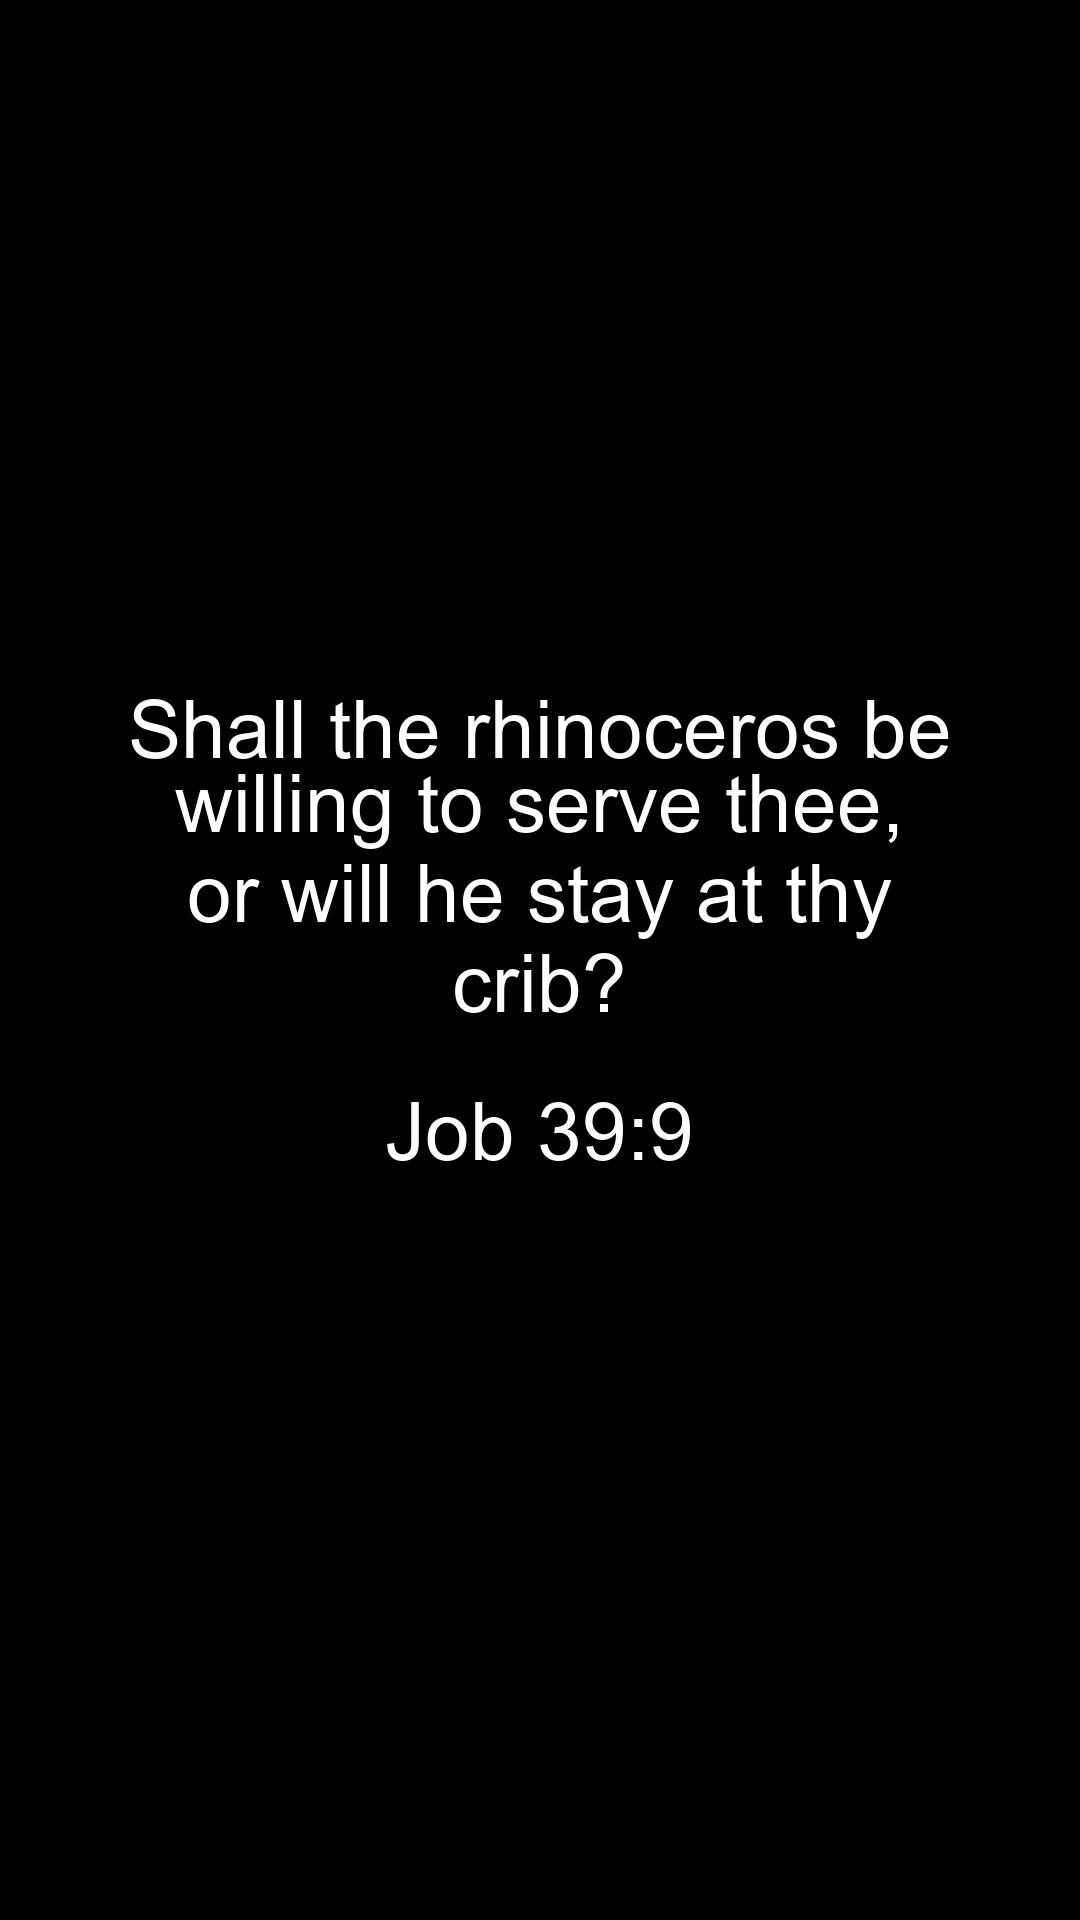 Shall the rhinoceros be
willing to serve thee,
or will he stay at thy
crib?
Job 39:9